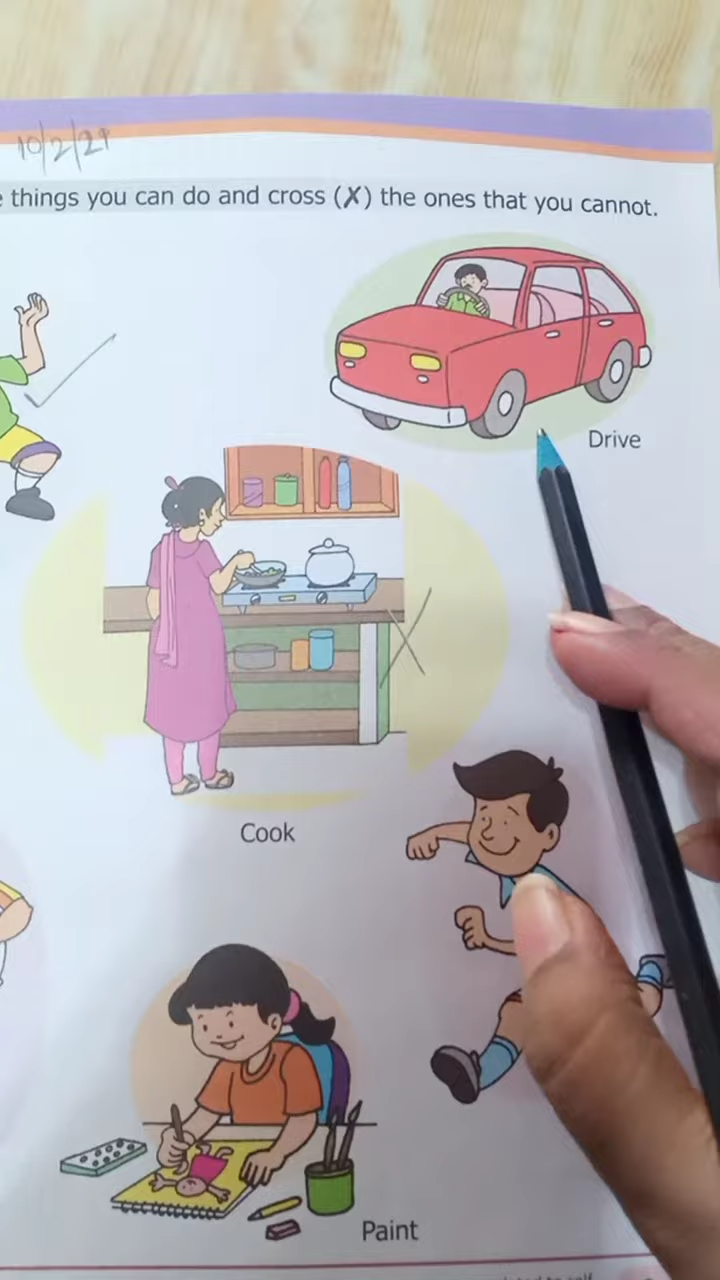 10/2/21
things you can do and cross (X) the ones that you cannot.
Drive
Cook
Paint